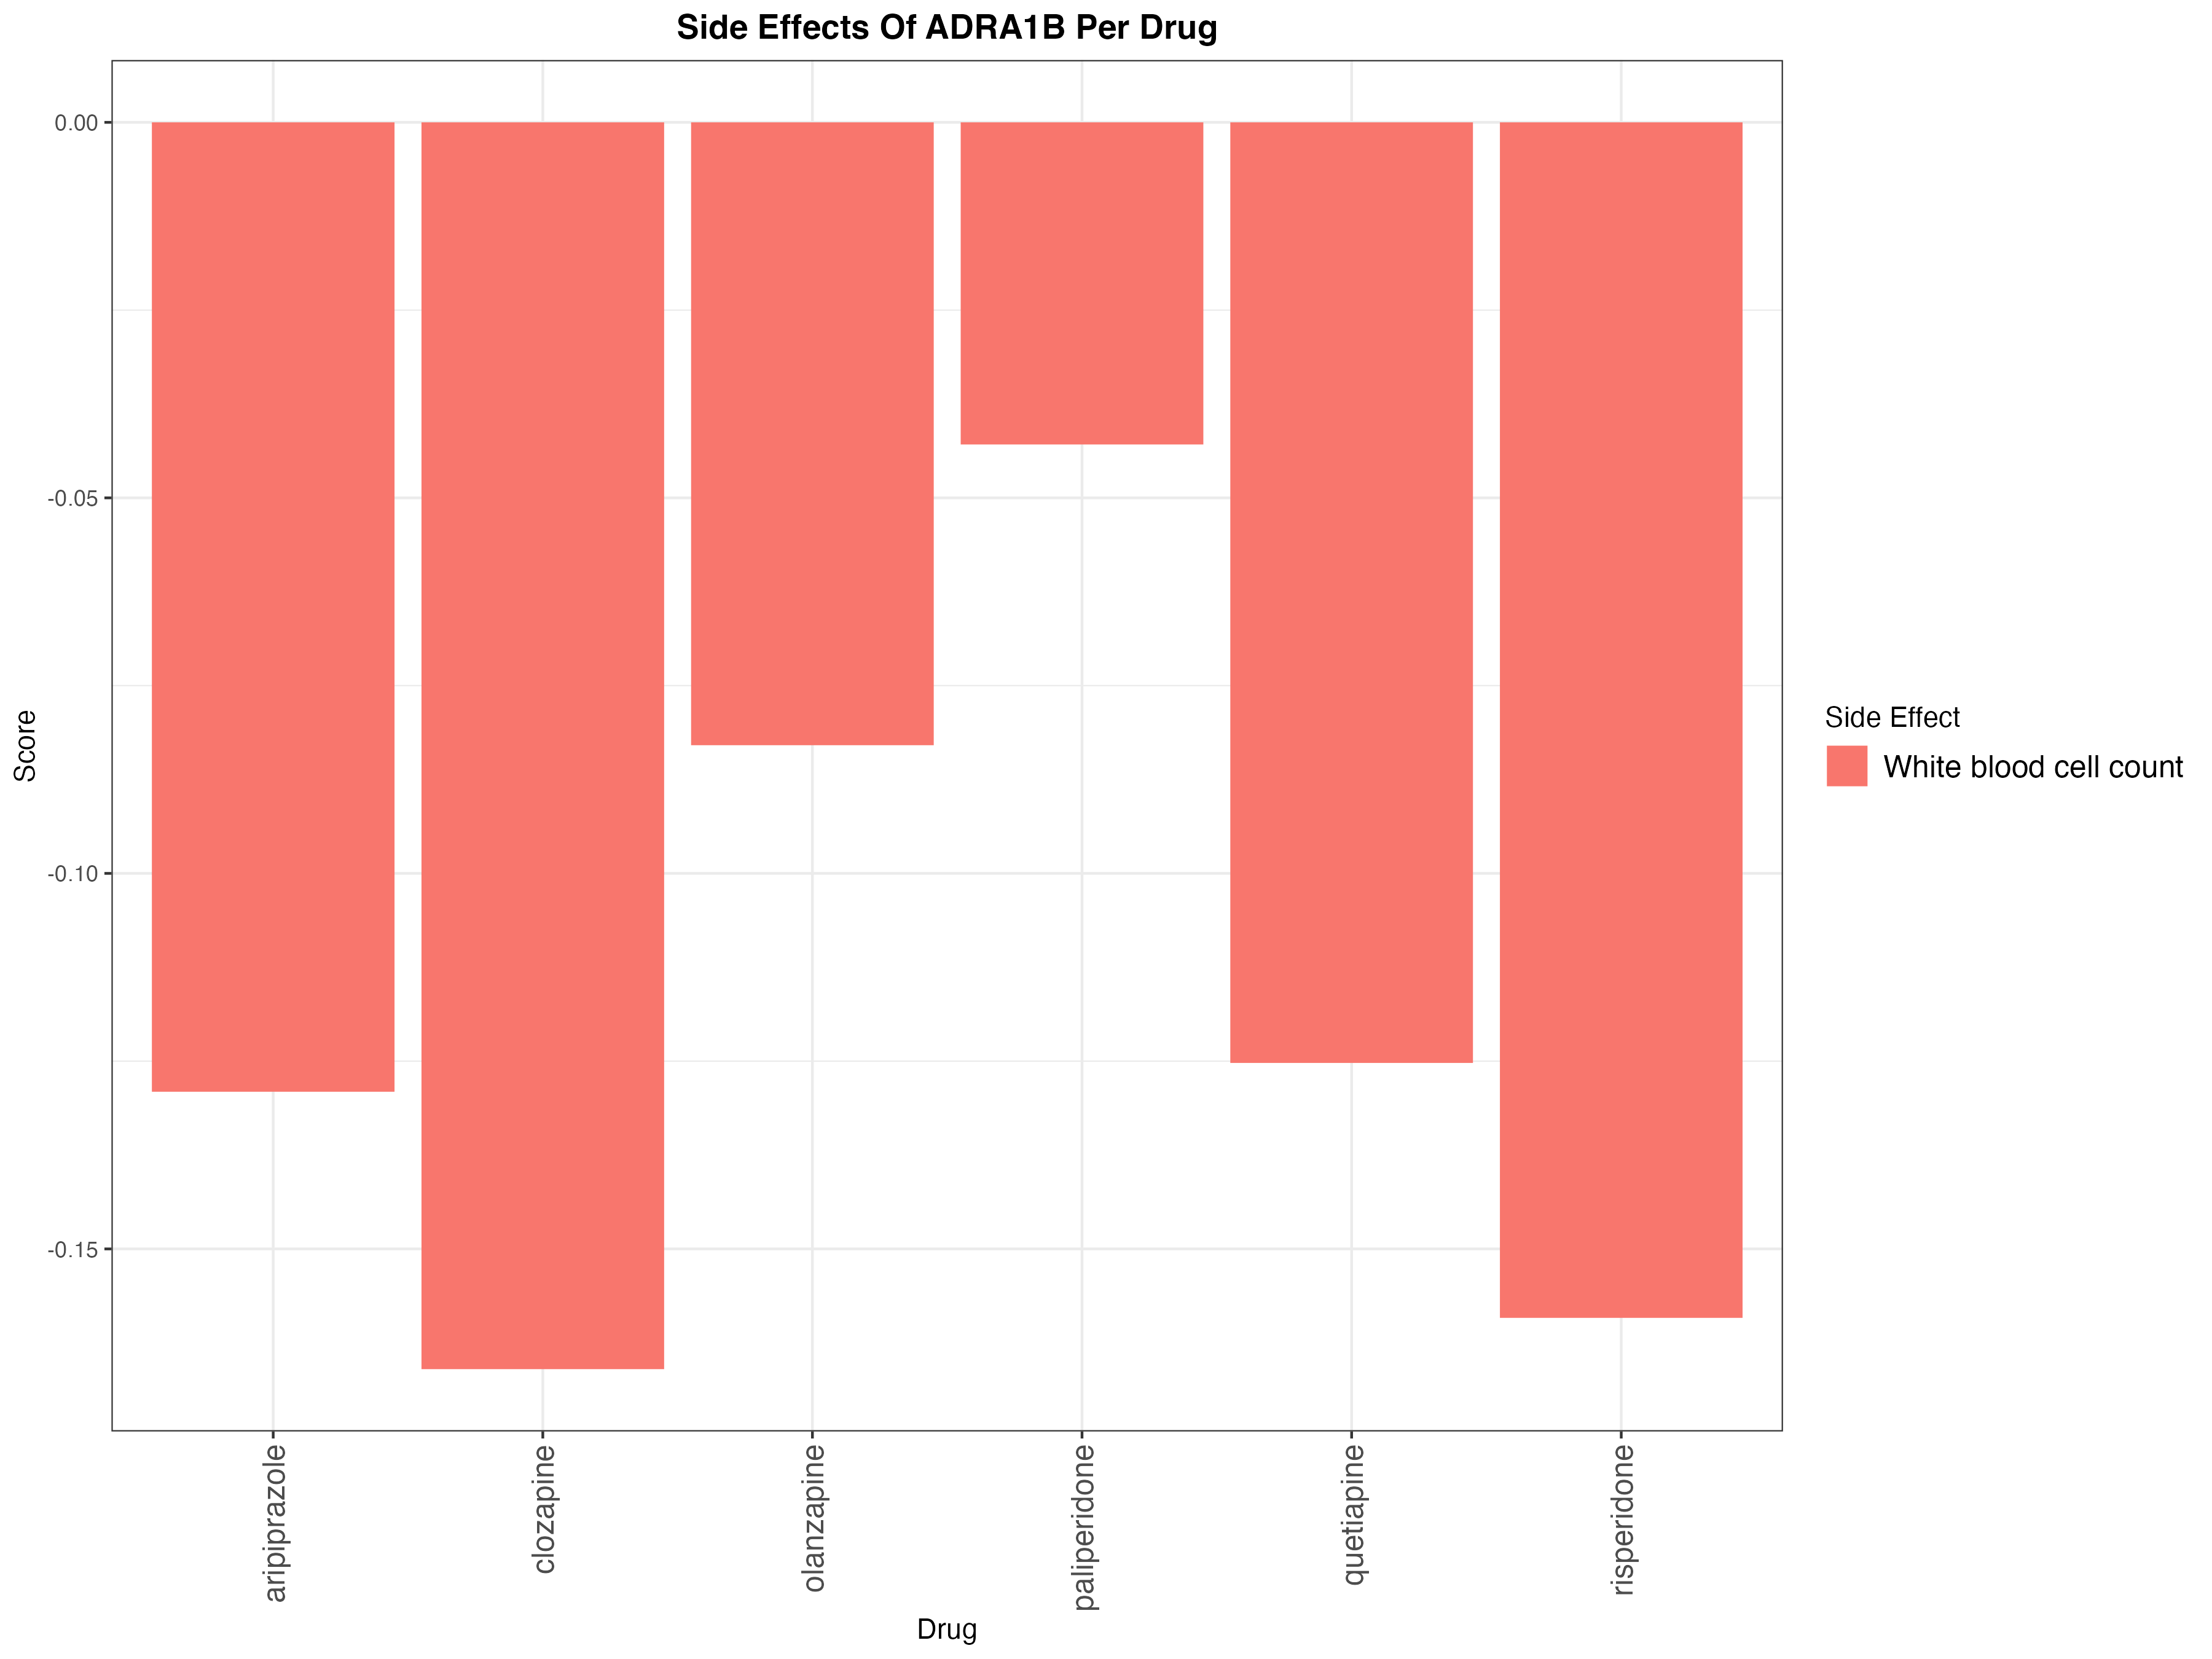 Side Effects Of ADRA1B Per Drug
0.00
-0.05
-0.10
-0.15
Score
aripiprazole
clozapine
olanzapine
paliperidone
quetiapine
risperidone
Drug
Side Effect
White blood cell count